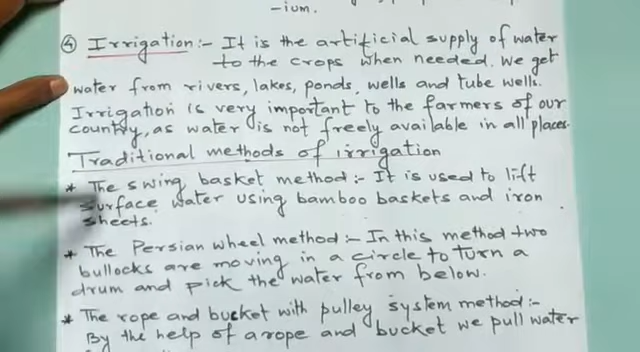 -ium.
④ Irrigation:- It is the artificial supply of water
to the crops when needed. We get
water from rivers, lakes, ponds, wells and tube wells.
Irrigation is very important to the farmers of our
country, as water is not freely available in all places.
Traditional methods of irrigation
* The swing basket method:- It is used to lift
surface water using bamboo baskets and iron
sheets.
* The Persian wheel method:- In this method two
bullocks are moving in a circle to turn a
drum and pick the water from below.
* The rope and bucket with pulley system method:-
By the help of a rope and bucket we pull water